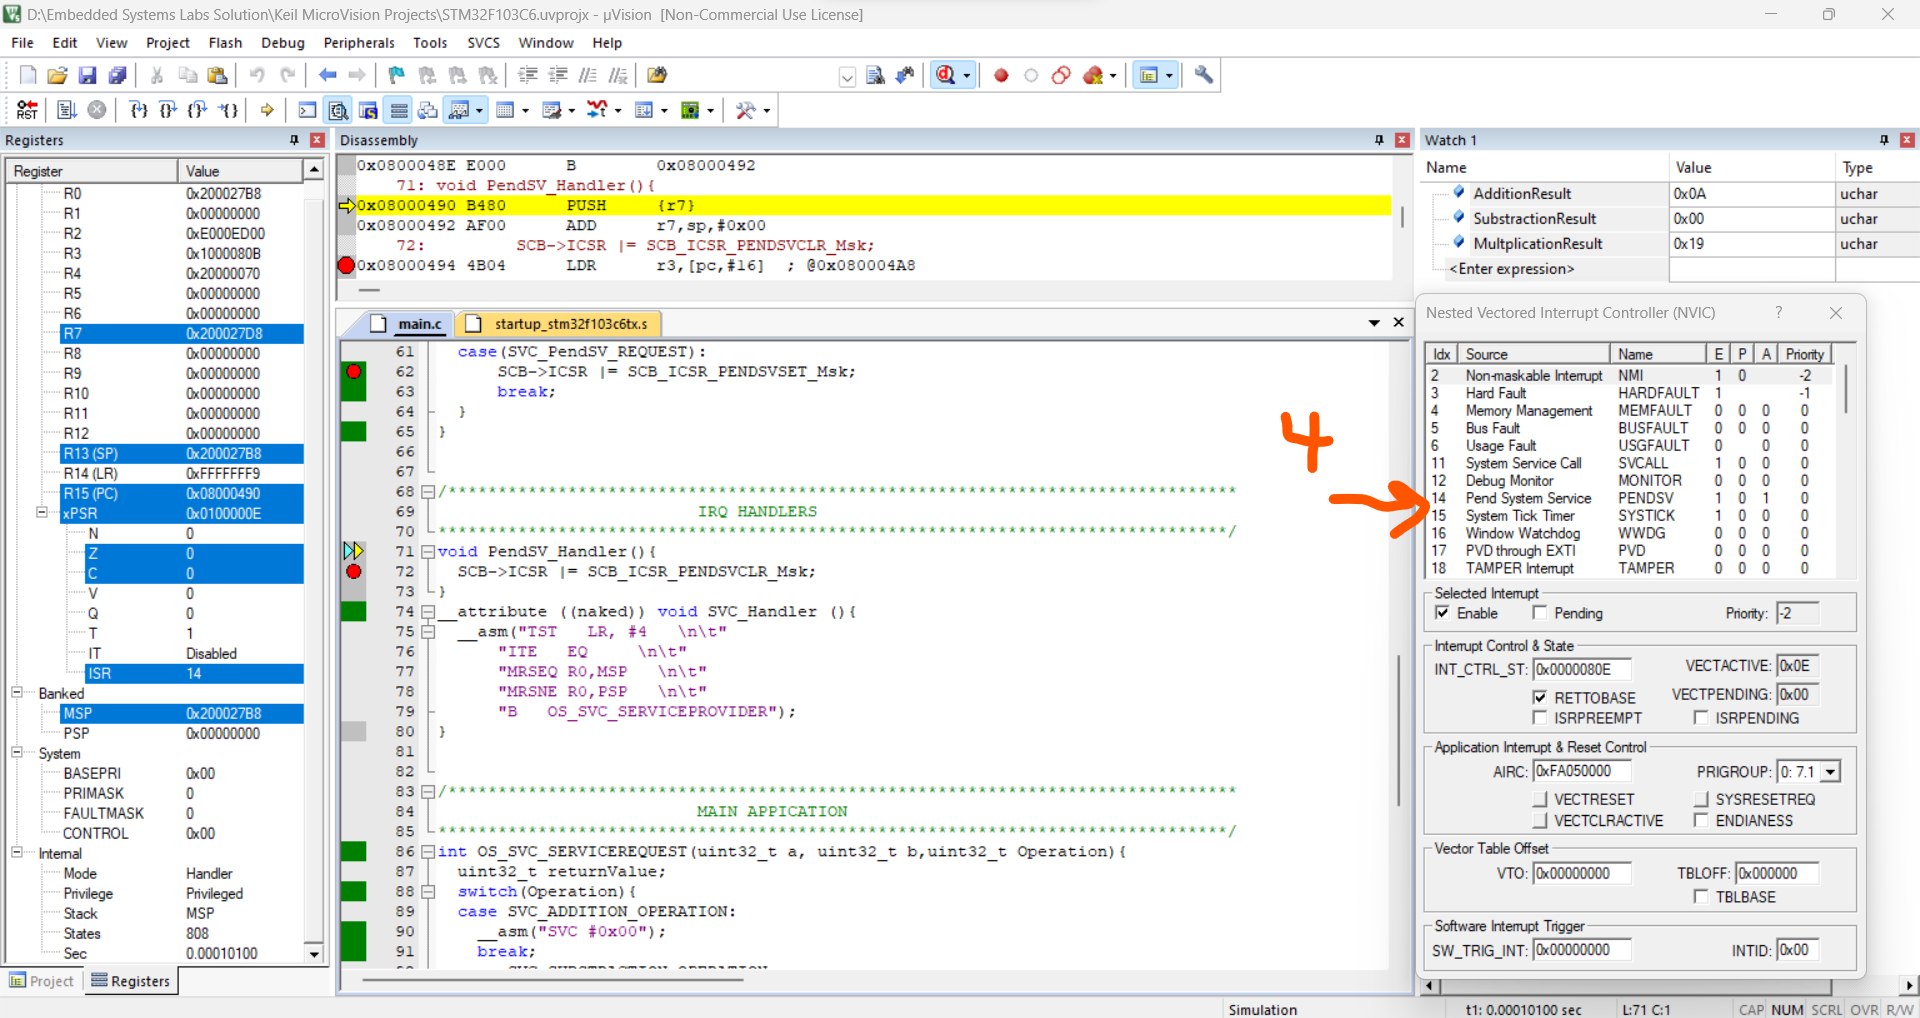 D:\Embedded Systems Labs Solution\Keil MicroVision Projects\STM32F103C6.uvprojx - µVision  [Non-Commercial Use License]
File Edit View Project Flash Debug Peripherals Tools SVCS Window Help
RST
Registers
Register Value
R0 0x200027B8
R1 0x00000000
R2 0xE000ED00
R3 0x1000080B
R4 0x20000070
R5 0x00000000
R6 0x00000000
R7 0x200027D8
R8 0x00000000
R9 0x00000000
R10 0x00000000
R11 0x00000000
R12 0x00000000
R13 (SP) 0x200027B8
R14 (LR) 0xFFFFFFF9
R15 (PC) 0x08000490
xPSR 0x0100000E
N 0
Z 0
C 0
V 0
Q 0
T 1
IT Disabled
ISR 14
Banked
MSP 0x200027B8
PSP 0x00000000
System
BASEPRI 0x00
PRIMASK 0
FAULTMASK 0
CONTROL 0x00
Internal
Mode Handler
Privilege Privileged
Stack MSP
States 808
Sec 0.00010100
Project Registers
Disassembly
0x0800048E E000 B 0x08000492
71: void PendSV_Handler(){
0x08000490 B480 PUSH {r7}
0x08000492 AF00 ADD r7,sp,#0x00
72: SCB->ICSR |= SCB_ICSR_PENDSVCLR_Msk;
0x08000494 4B04 LDR r3,[pc,#16] ; @0x080004A8
main.c startup_stm32f103c6tx.s
61 case(SVC_PendSV_REQUEST):
62 SCB->ICSR |= SCB_ICSR_PENDSVSET_Msk;
63 break;
64 }
65 }
66
67
68 /*******************************************************************************
69 IRQ HANDLERS
70 *******************************************************************************/
71 void PendSV_Handler(){
72 SCB->ICSR |= SCB_ICSR_PENDSVCLR_Msk;
73 }
74 __attribute ((naked)) void SVC_Handler (){
75 __asm("TST LR, #4 \n\t"
76 "ITE EQ \n\t"
77 "MRSEQ R0,MSP \n\t"
78 "MRSNE R0,PSP \n\t"
79 "B OS_SVC_SERVICEPROVIDER");
80 }
81
82
83 /*******************************************************************************
84 MAIN APPICATION
85 *******************************************************************************/
86 int OS_SVC_SERVICEREQUEST(uint32_t a, uint32_t b,uint32_t Operation){
87 uint32_t returnValue;
88 switch(Operation){
89 case SVC_ADDITION_OPERATION:
90 __asm("SVC #0x00");
91 break;
4
Watch 1
Name Value Type
AdditionResult 0x0A uchar
SubstractionResult 0x00 uchar
MultplicationResult 0x19 uchar
<Enter expression>
Nested Vectored Interrupt Controller (NVIC) ?
Idx Source Name E P A Priority
2 Non-maskable Interrupt NMI 1 0 -2
3 Hard Fault HARDFAULT 1 -1
4 Memory Management MEMFAULT 0 0 0 0
5 Bus Fault BUSFAULT 0 0 0 0
6 Usage Fault USGFAULT 0 0 0
11 System Service Call SVCALL 1 0 0 0
12 Debug Monitor MONITOR 0 0 0 0
14 Pend System Service PENDSV 1 0 1 0
15 System Tick Timer SYSTICK 1 0 0 0
16 Window Watchdog WWDG 0 0 0 0
17 PVD through EXTI PVD 0 0 0 0
18 TAMPER Interrupt TAMPER 0 0 0 0
Selected Interrupt
Enable Pending Priority: -2
Interrupt Control & State
INT_CTRL_ST: 0x0000080E VECTACTIVE: 0x0E
RETTOBASE VECTPENDING: 0x00
ISRPREEMPT ISRPENDING
Application Interrupt & Reset Control
AIRC: 0xFA050000 PRIGROUP: 0: 7.1
VECTRESET SYSRESETREQ
VECTCLRACTIVE ENDIANESS
Vector Table Offset
VTO: 0x00000000 TBLOFF: 0x000000
TBLBASE
Software Interrupt Trigger
SW_TRIG_INT: 0x00000000 INTID: 0x00
Simulation t1: 0.00010100 sec L:71 C:1 CAP NUM SCRL OVR R/W